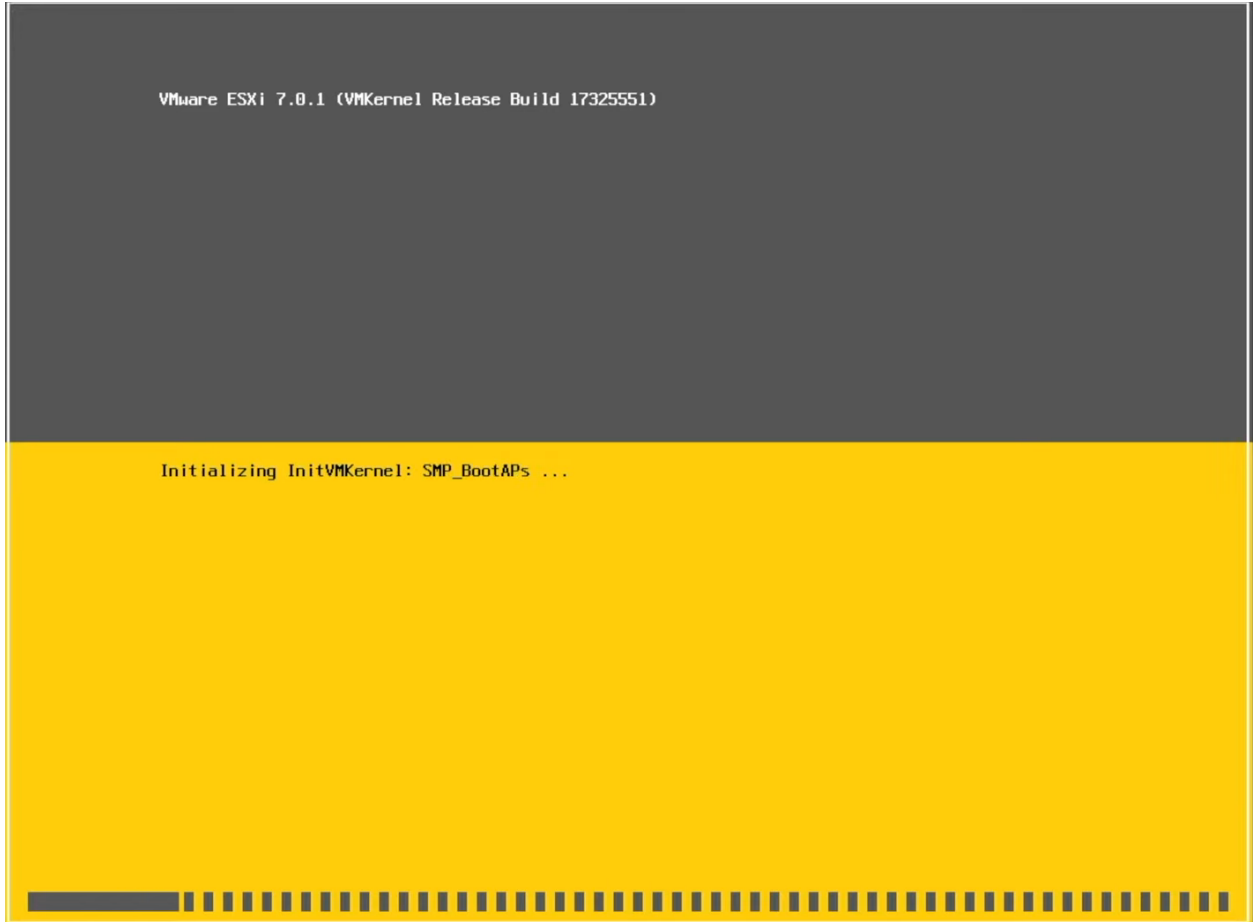 VMware ESXi 7.0.1 (VMKernel Release Build 17325551)
Initializing InitVMKernel: SMP_BootAPs ...